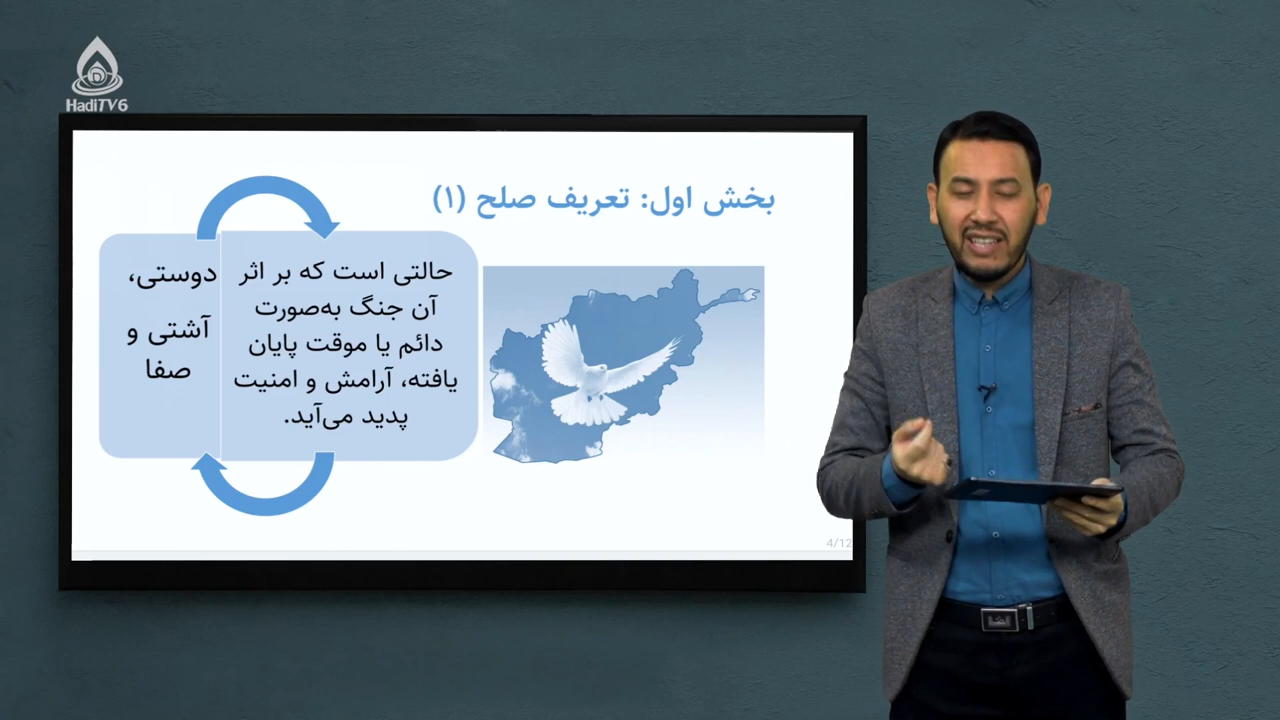 HadiTV6
بخش اول: تعریف صلح (۱)
حالتی است که بر اثر
آن جنگ به‌صورت
دائم یا موقت پایان
یافته، آرامش و امنیت
پدید می‌آید.
دوستی،
آشتی و
صفا
4/12